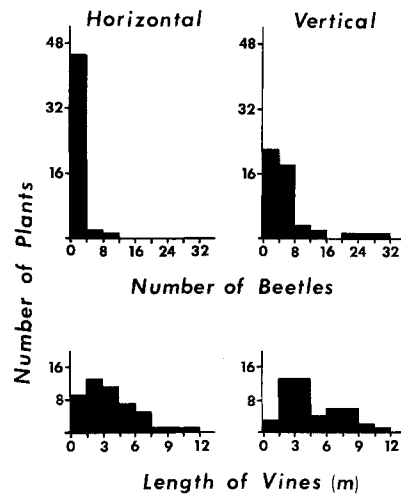 Horizontal
Vertical
48
32
16
0 8 16 24 32
48
32
16
0 8 16 24 32
Number of Beetles
Number of Plants
16
8
0 3 6 9 12
16
8
0 3 6 9 12
Length of Vines (m)